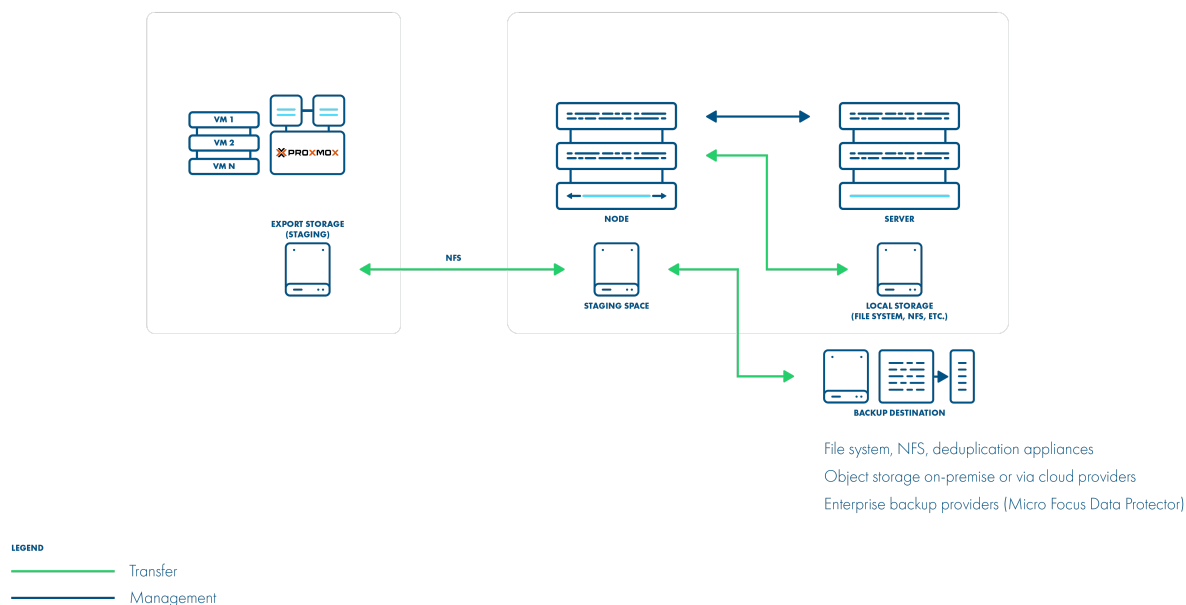 VM 1
VM 2
VM N
PROXMOX
EXPORT STORAGE
(STAGING)
NFS
NODE
SERVER
STAGING SPACE
LOCAL STORAGE
(FILE SYSTEM, NFS, ETC.)
BACKUP DESTINATION
File system, NFS, deduplication appliances
Object storage on-premise or via cloud providers
Enterprise backup providers (Micro Focus Data Protector)
LEGEND
Transfer
Management